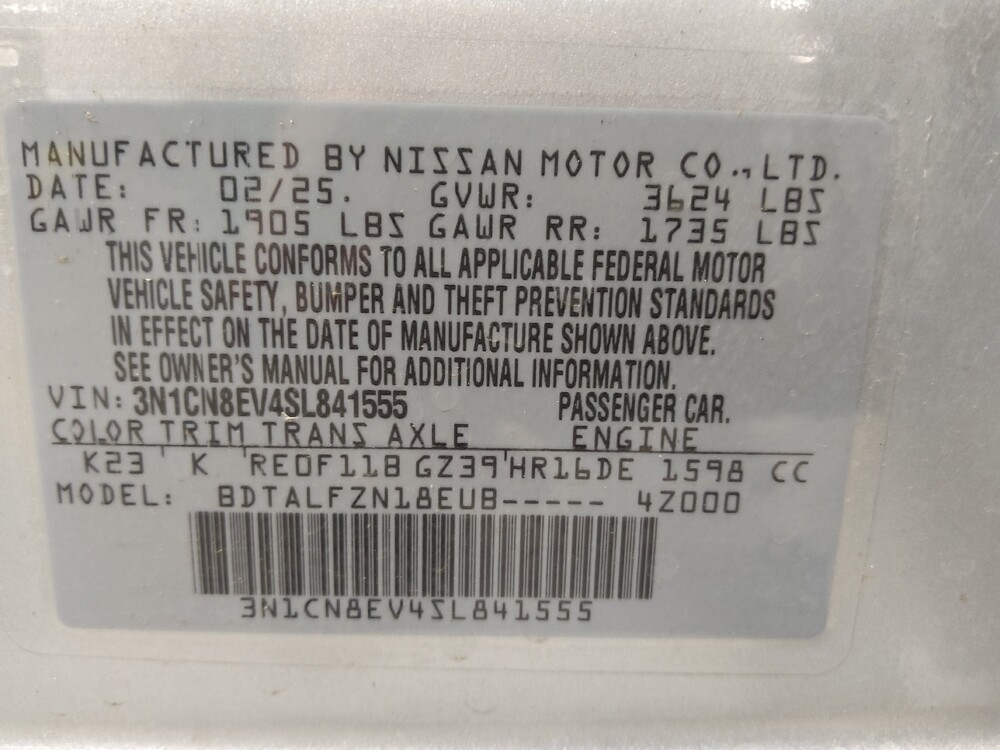 MANUFACTURED BY NISSAN MOTOR CO., LTD.
DATE: 02/25. GVWR: 3624 LBS
GAWR FR: 1905 LBS GAWR RR: 1735 LBS
THIS VEHICLE CONFORMS TO ALL APPLICABLE FEDERAL MOTOR
VEHICLE SAFETY, BUMPER AND THEFT PREVENTION STANDARDS
IN EFFECT ON THE DATE OF MANUFACTURE SHOWN ABOVE.
SEE OWNER'S MANUAL FOR ADDITIONAL INFORMATION.
VIN: 3N1CN8EV4SL841555 PASSENGER CAR.
COLOR TRIM TRANS AXLE ENGINE
K23 K RE0F11B GZ39 HR16DE 1598 CC
MODEL: BDTALFZN18EUB----- 4Z000
3N1CN8EV4SL841555